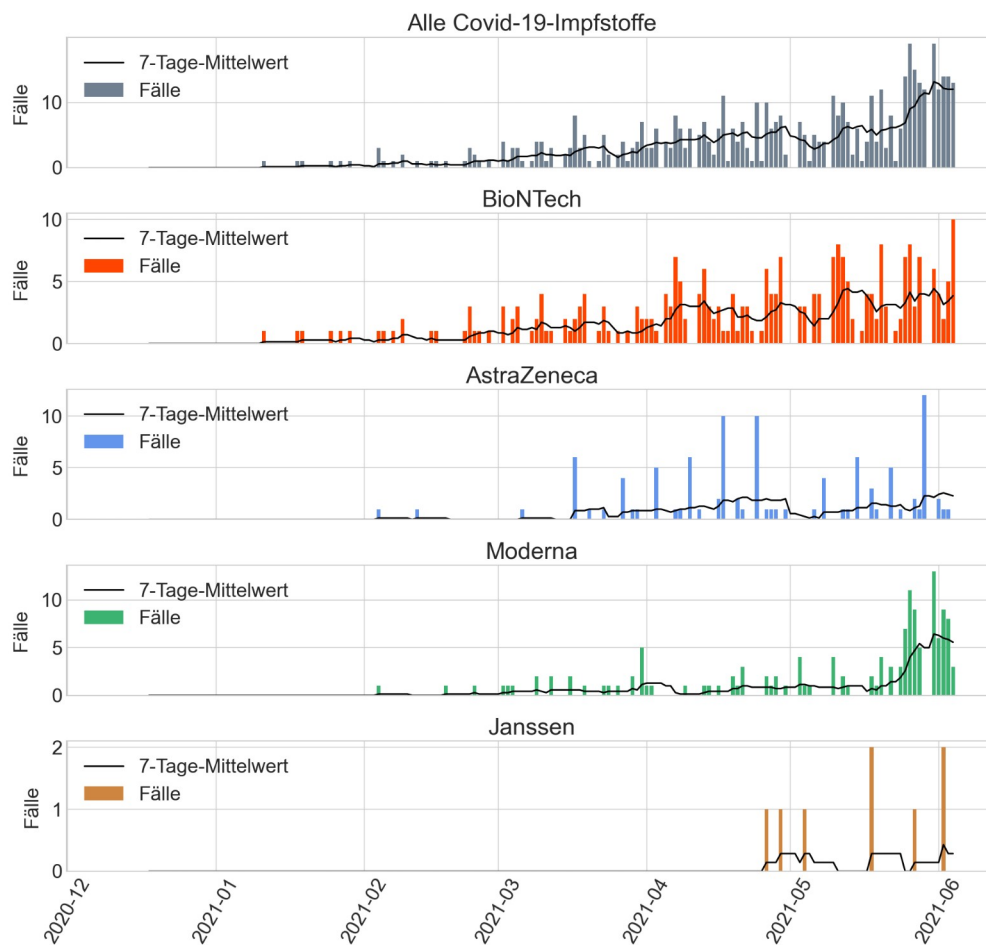 Alle Covid-19-Impfstoffe
Fälle
10
0
7-Tage-Mittelwert
Fälle
BioNTech
Fälle
10
5
0
7-Tage-Mittelwert
Fälle
AstraZeneca
Fälle
10
5
0
7-Tage-Mittelwert
Fälle
Moderna
Fälle
10
5
0
7-Tage-Mittelwert
Fälle
Janssen
Fälle
2
1
0
7-Tage-Mittelwert
Fälle
2020-12
2021-01
2021-02
2021-03
2021-04
2021-05
2021-06